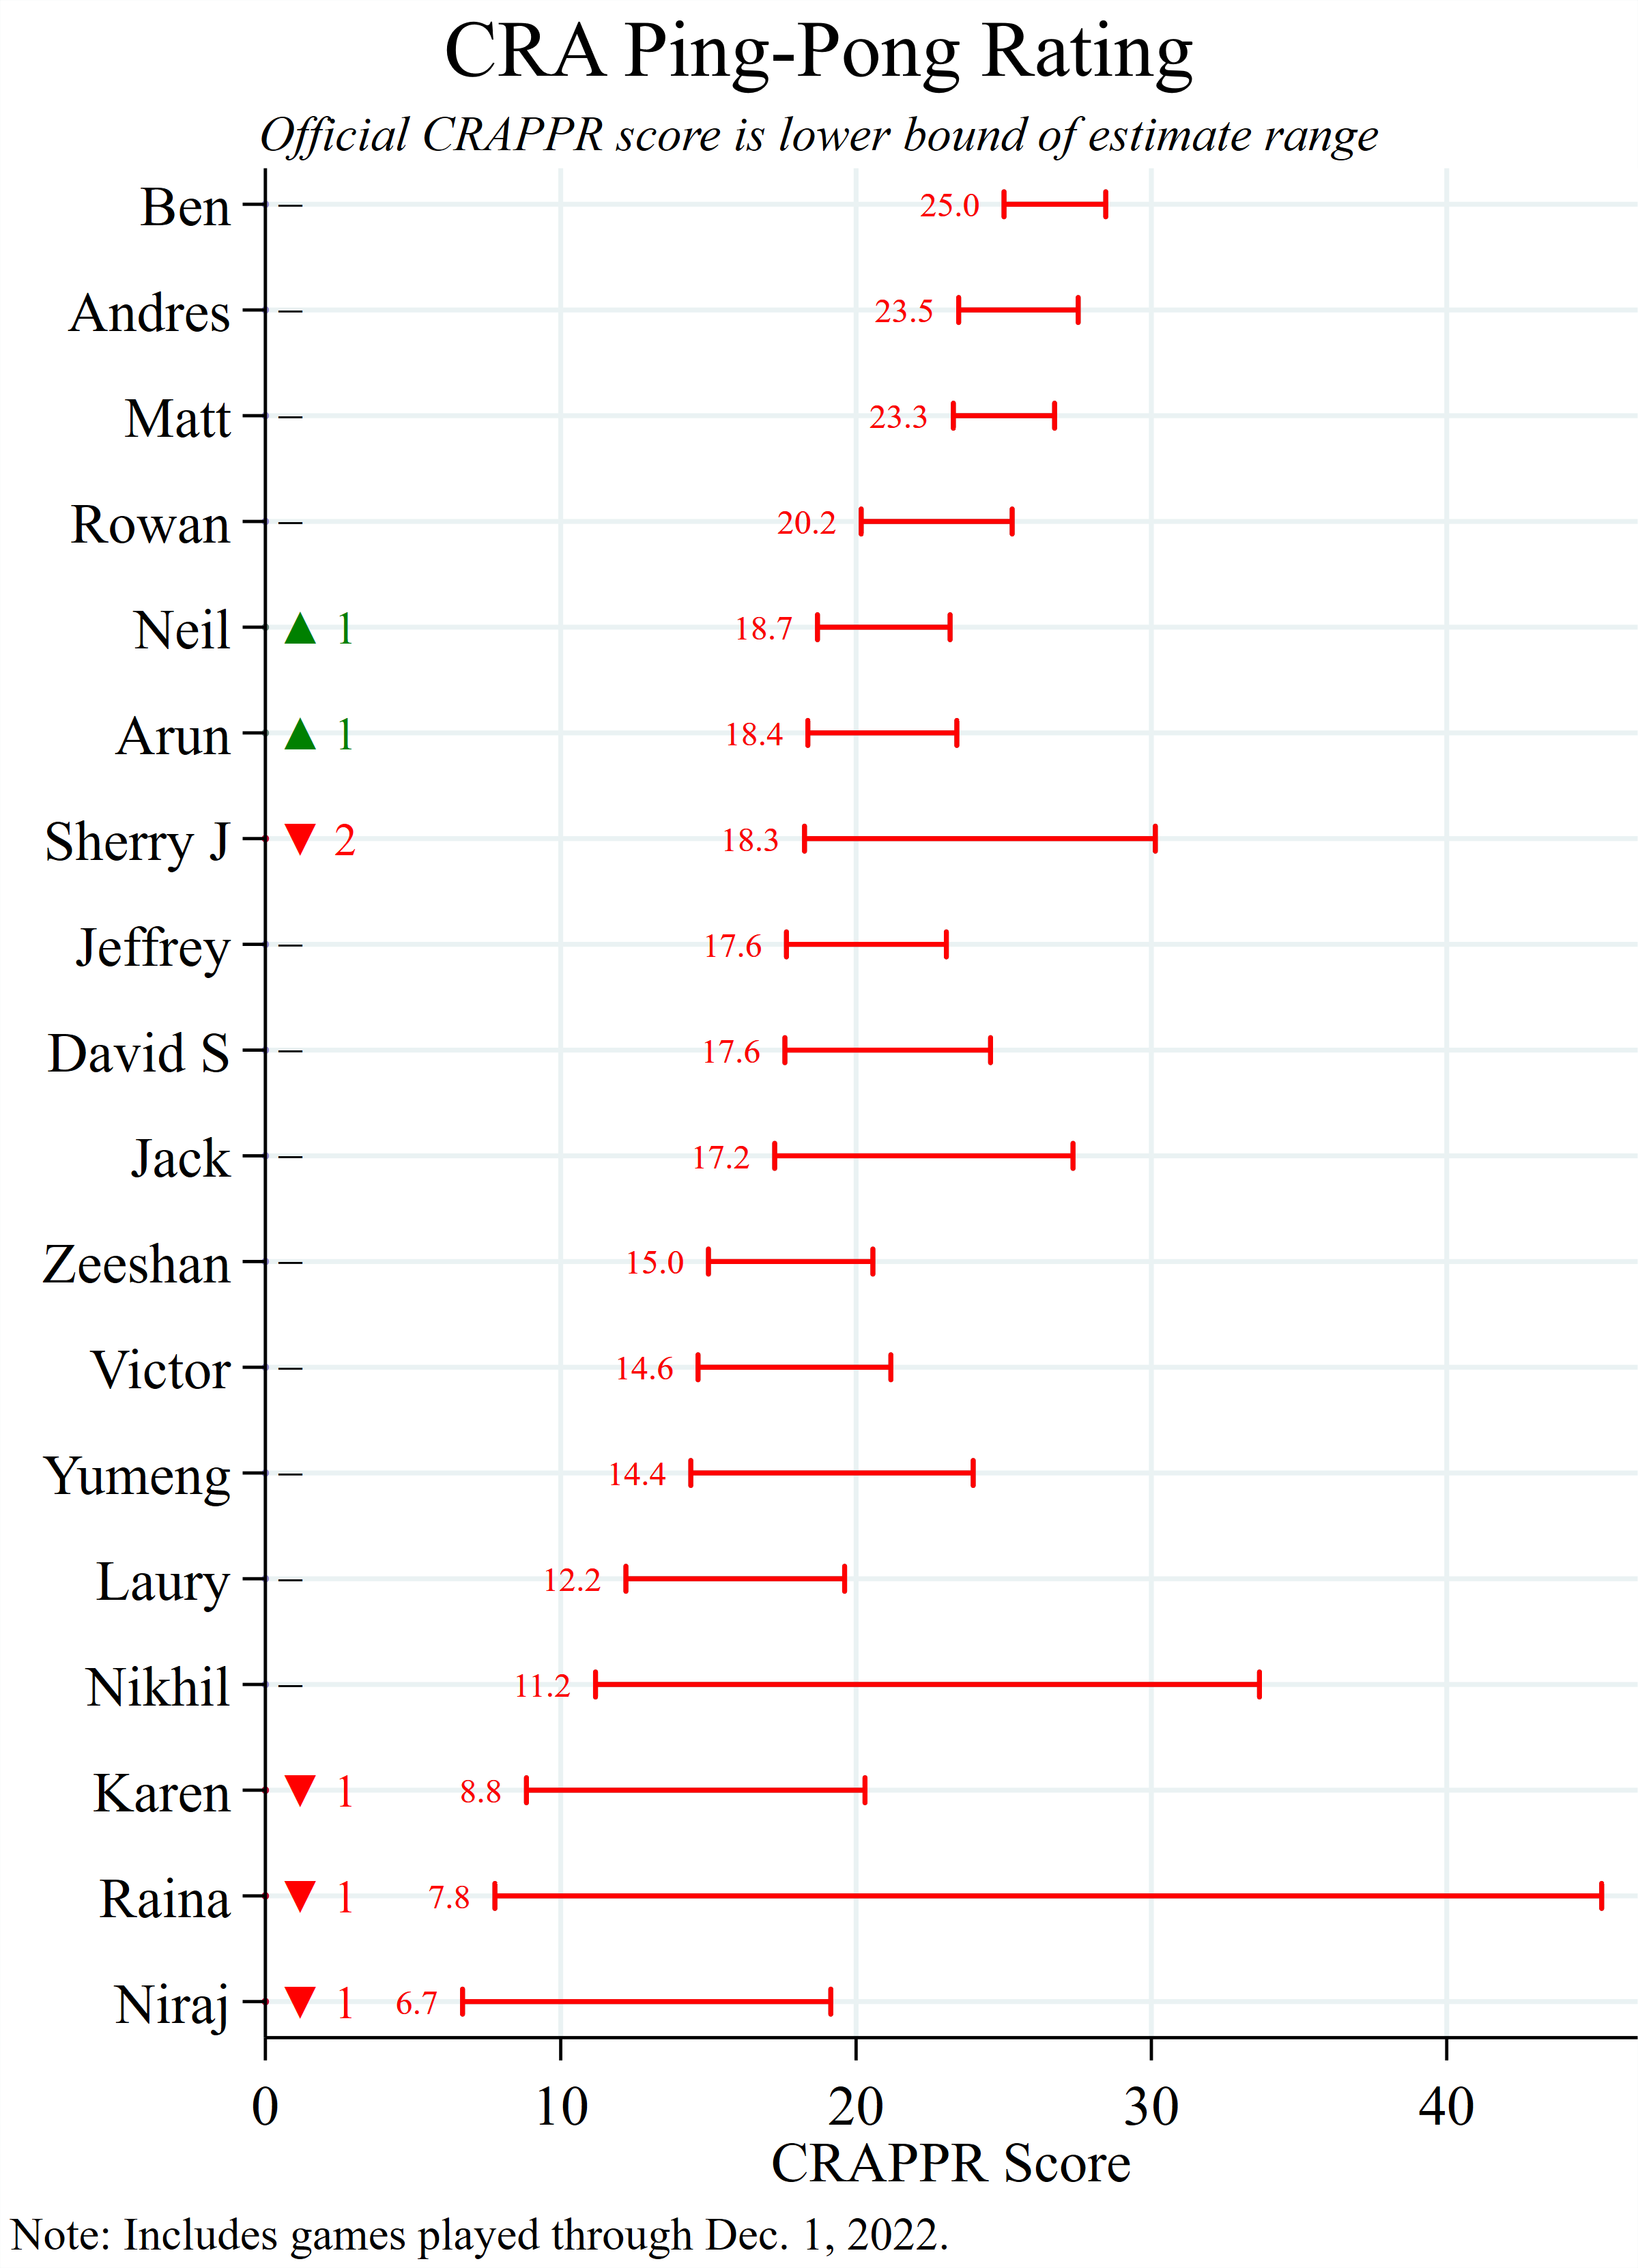 CRA Ping-Pong Rating
Official CRAPPR score is lower bound of estimate range
Ben – 25.0
Andres – 23.5
Matt – 23.3
Rowan – 20.2
Neil ▲ 1 18.7
Arun ▲ 1 18.4
Sherry J ▼ 2 18.3
Jeffrey – 17.6
David S – 17.6
Jack – 17.2
Zeeshan – 15.0
Victor – 14.6
Yumeng – 14.4
Laury – 12.2
Nikhil – 11.2
Karen ▼ 1 8.8
Raina ▼ 1 7.8
Niraj ▼ 1 6.7
0 10 20 30 40
CRAPPR Score
Note: Includes games played through Dec. 1, 2022.